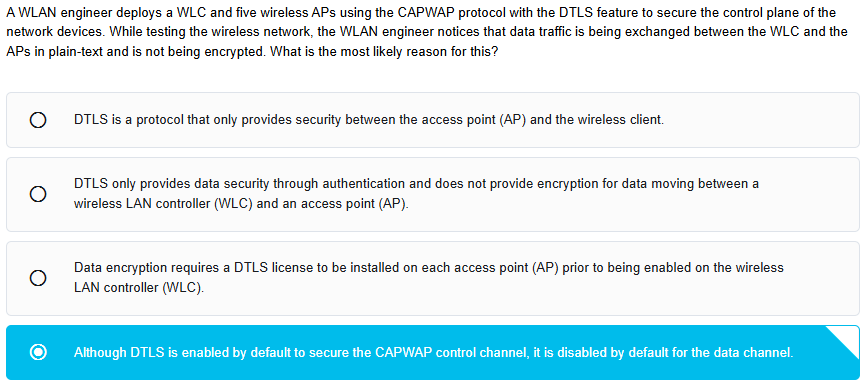 A WLAN engineer deploys a WLC and five wireless APs using the CAPWAP protocol with the DTLS feature to secure the control plane of the
network devices. While testing the wireless network, the WLAN engineer notices that data traffic is being exchanged between the WLC and the
APs in plain-text and is not being encrypted. What is the most likely reason for this?
DTLS is a protocol that only provides security between the access point (AP) and the wireless client.
DTLS only provides data security through authentication and does not provide encryption for data moving between a
wireless LAN controller (WLC) and an access point (AP).
Data encryption requires a DTLS license to be installed on each access point (AP) prior to being enabled on the wireless
LAN controller (WLC).
Although DTLS is enabled by default to secure the CAPWAP control channel, it is disabled by default for the data channel.